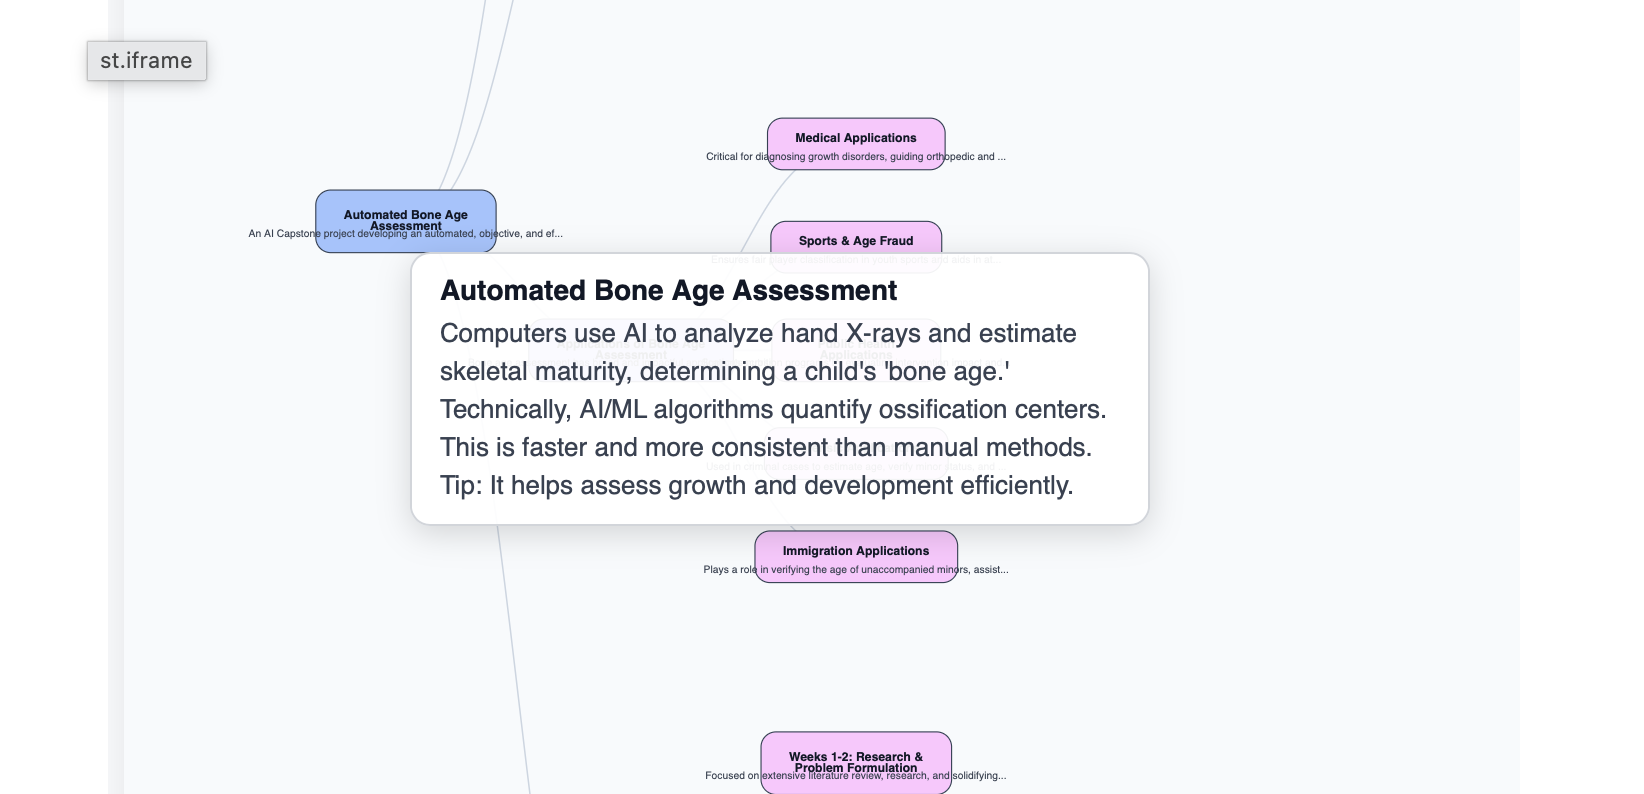 st.iframe
Medical Applications
Critical for diagnosing growth disorders, guiding orthopedic and ...
Automated Bone Age
Assessment
An AI Capstone project developing an automated, objective, and ef...
Sports & Age Fraud
Automated Bone Age Assessment
Computers use AI to analyze hand X-rays and estimate
skeletal maturity, determining a child's 'bone age.'
Technically, AI/ML algorithms quantify ossification centers.
This is faster and more consistent than manual methods.
Tip: It helps assess growth and development efficiently.
Immigration Applications
Plays a role in verifying the age of unaccompanied minors, assist...
Weeks 1-2: Research &
Problem Formulation
Focused on extensive literature review, research, and solidifying...